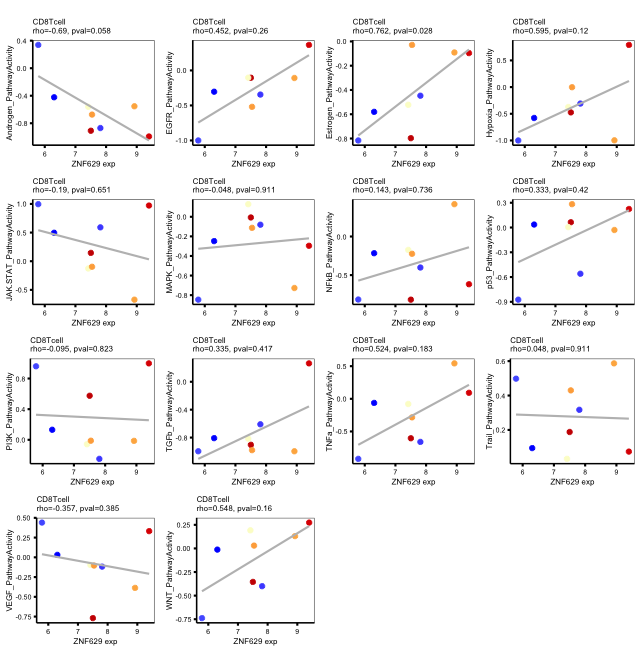 CD8Tcell
rho=-0.69, pval=0.058
Androgen_PathwayActivity
0.4
0.0
-0.4
-0.8
6 7 8 9
ZNF629 exp
CD8Tcell
rho=0.452, pval=0.26
EGFR_PathwayActivity
0.0
-0.5
-1.0
6 7 8 9
ZNF629 exp
CD8Tcell
rho=0.762, pval=0.028
Estrogen_PathwayActivity
0.0
-0.2
-0.4
-0.6
-0.8
6 7 8 9
ZNF629 exp
CD8Tcell
rho=0.595, pval=0.12
Hypoxia_PathwayActivity
0.5
0.0
-0.5
-1.0
6 7 8 9
ZNF629 exp
CD8Tcell
rho=-0.19, pval=0.651
JAK.STAT_PathwayActivity
1.0
0.5
0.0
-0.5
6 7 8 9
ZNF629 exp
CD8Tcell
rho=-0.048, pval=0.911
MAPK_PathwayActivity
0.0
-0.2
-0.4
-0.6
-0.8
6 7 8 9
ZNF629 exp
CD8Tcell
rho=0.143, pval=0.736
NFkB_PathwayActivity
0.0
-0.5
6 7 8 9
ZNF629 exp
CD8Tcell
rho=0.333, pval=0.42
p53_PathwayActivity
0.3
0.0
-0.3
-0.6
-0.9
6 7 8 9
ZNF629 exp
CD8Tcell
rho=-0.095, pval=0.823
PI3K_PathwayActivity
0.8
0.4
0.0
6 7 8 9
ZNF629 exp
CD8Tcell
rho=0.335, pval=0.417
TGFb_PathwayActivity
0.0
-0.4
-0.8
6 7 8 9
ZNF629 exp
CD8Tcell
rho=0.524, pval=0.183
TNFa_PathwayActivity
0.5
0.0
-0.5
6 7 8 9
ZNF629 exp
CD8Tcell
rho=0.048, pval=0.911
Trail_PathwayActivity
0.6
0.4
0.2
6 7 8 9
ZNF629 exp
CD8Tcell
rho=-0.357, pval=0.385
VEGF_PathwayActivity
0.25
0.00
-0.25
-0.50
-0.75
6 7 8 9
ZNF629 exp
CD8Tcell
rho=0.548, pval=0.16
WNT_PathwayActivity
0.25
0.00
-0.25
-0.50
-0.75
6 7 8 9
ZNF629 exp